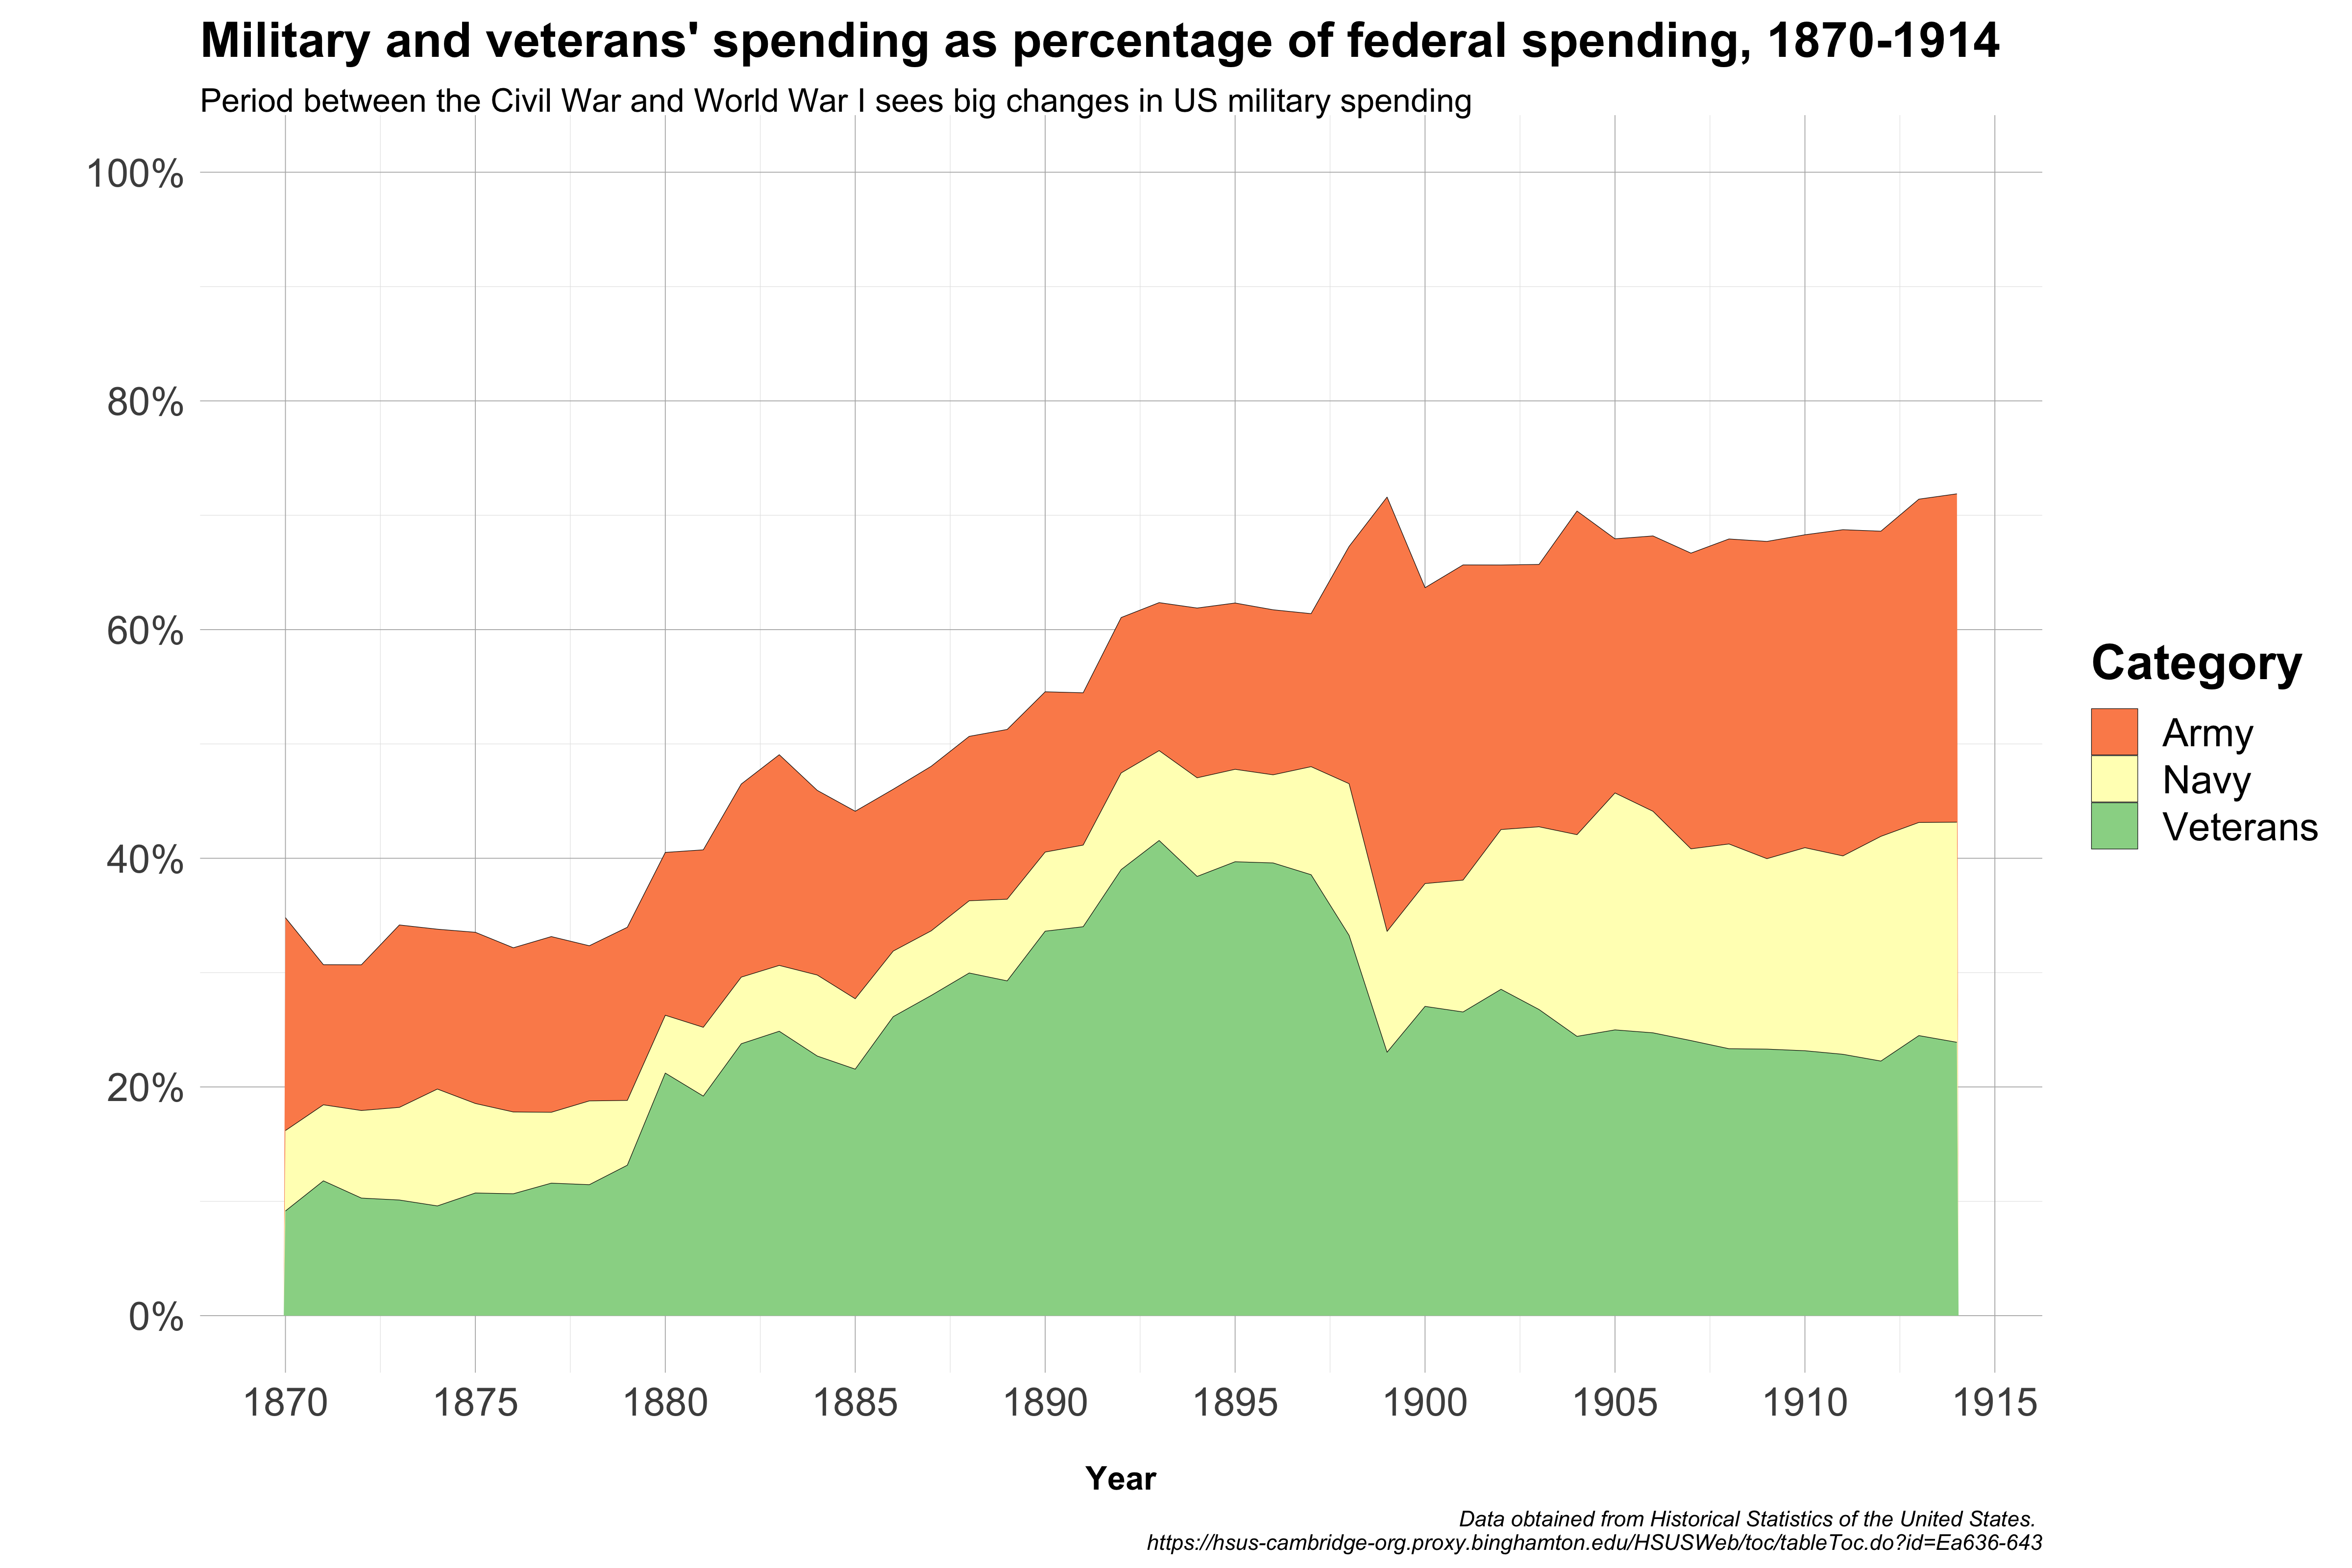 Military and veterans' spending as percentage of federal spending, 1870-1914
Period between the Civil War and World War I sees big changes in US military spending
100%
80%
60%
40%
20%
0%
1870 1875 1880 1885 1890 1895 1900 1905 1910 1915
Year
Category
Army
Navy
Veterans
Data obtained from Historical Statistics of the United States.
https://hsus-cambridge-org.proxy.binghamton.edu/HSUSWeb/toc/tableToc.do?id=Ea636-643